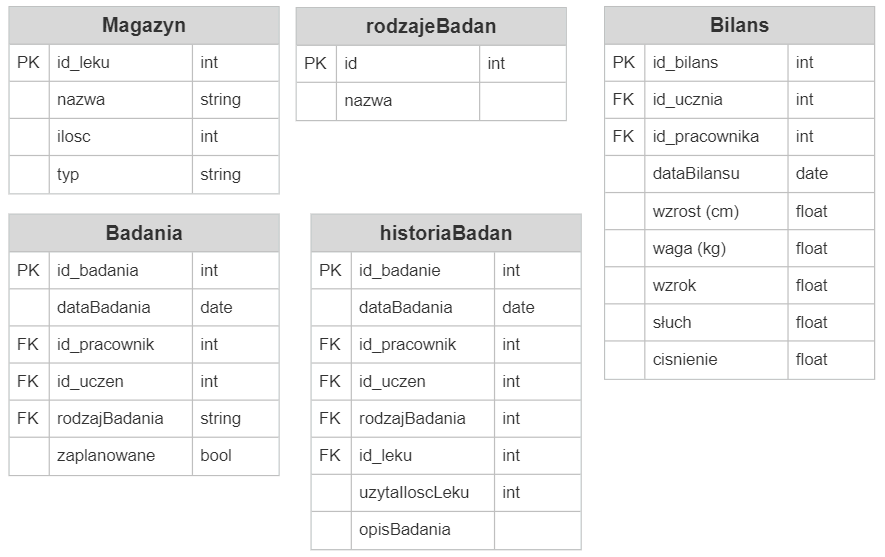 Magazyn
PK id_leku int
nazwa string
ilosc int
typ string
rodzajeBadan
PK id int
nazwa
Bilans
PK id_bilans int
FK id_ucznia int
FK id_pracownika int
dataBilansu date
wzrost (cm) float
waga (kg) float
wzrok float
słuch float
cisnienie float
Badania
PK id_badania int
dataBadania date
FK id_pracownik int
FK id_uczen int
FK rodzajBadania string
zaplanowane bool
historiaBadan
PK id_badanie int
dataBadania date
FK id_pracownik int
FK id_uczen int
FK rodzajBadania int
FK id_leku int
uzytaIloscLeku int
opisBadania